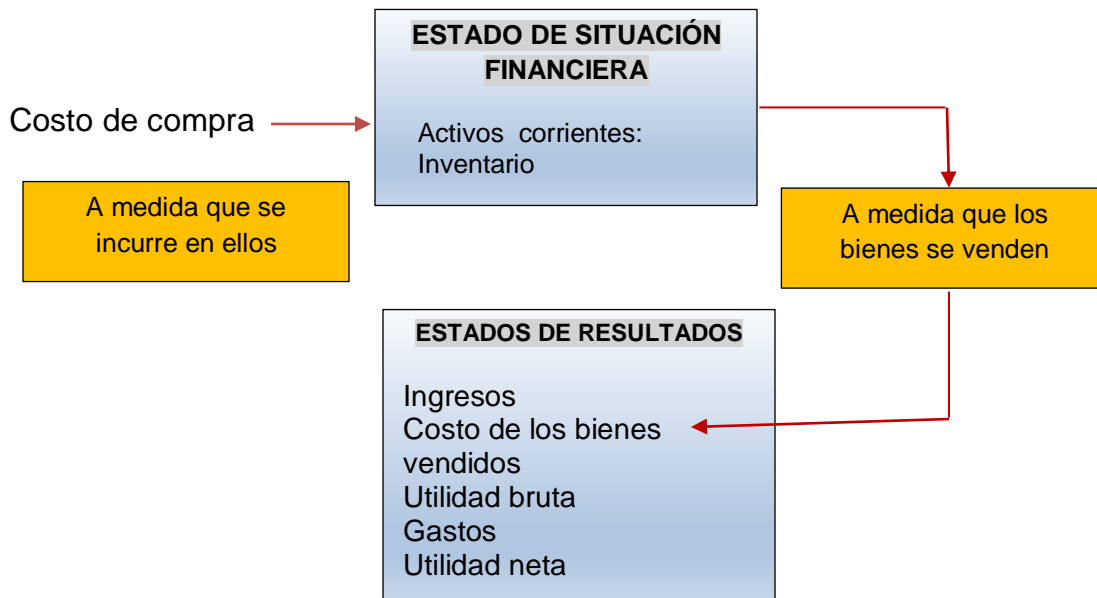 ESTADO DE SITUACIÓN
FINANCIERA
Costo de compra
Activos corrientes:
Inventario
A medida que se
incurre en ellos
A medida que los
bienes se venden
ESTADOS DE RESULTADOS
Ingresos
Costo de los bienes
vendidos
Utilidad bruta
Gastos
Utilidad neta